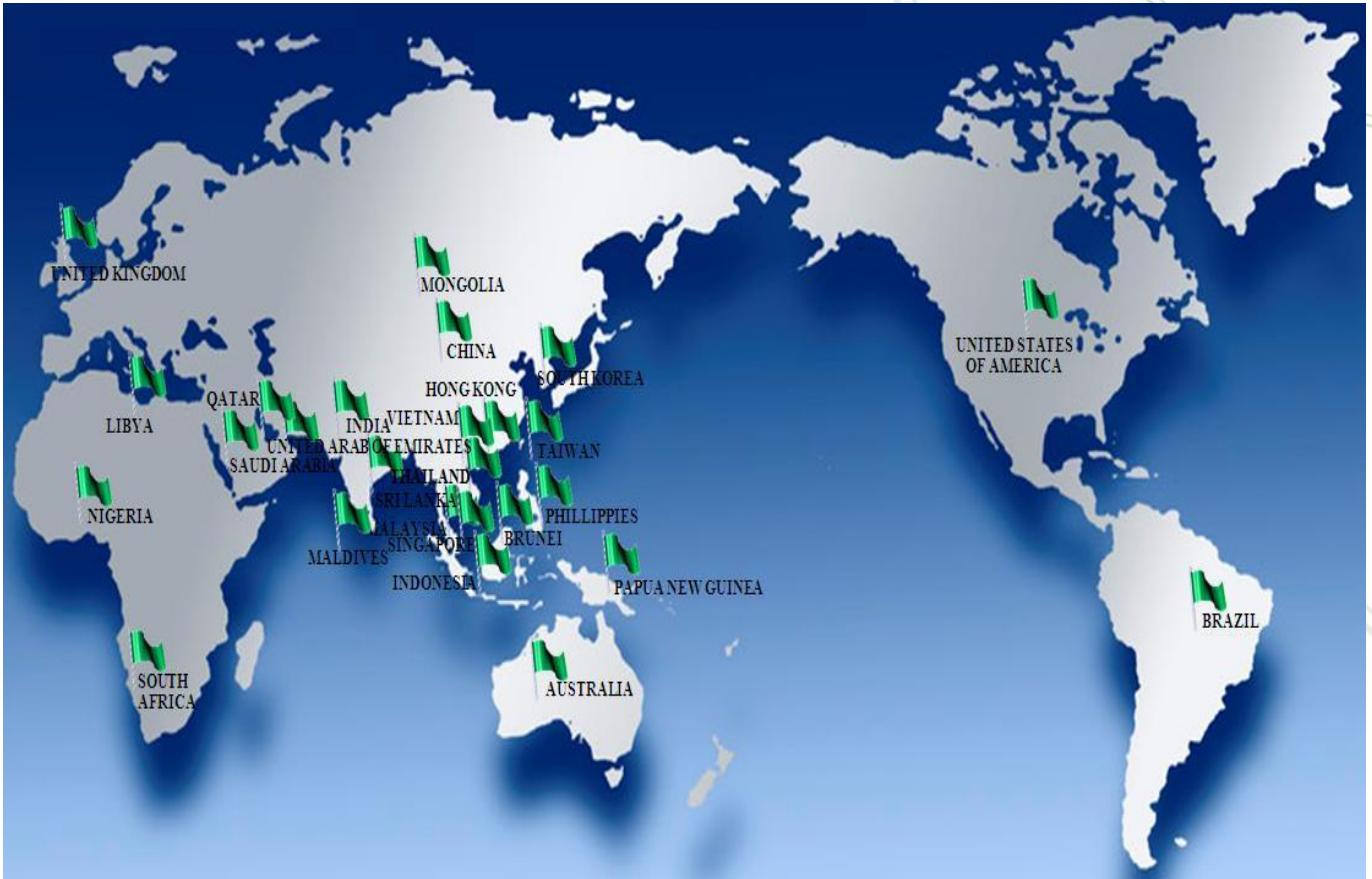 UNITED KINGDOM
MONGOLIA
CHINA
SOUTH KOREA
UNITED STATES
OF AMERICA
HONG KONG
QATAR
LIBYA
INDIA
VIETNAM
UNITED ARAB OF EMIRATES
TAIWAN
SAUDI ARABIA
THAILAND
SRI LANKA
NIGERIA
PHILLIPPIES
MALAYSIA
BRUNEI
SINGAPORE
MALDIVES
INDONESIA
PAPUA NEW GUINEA
BRAZIL
SOUTH
AFRICA
AUSTRALIA